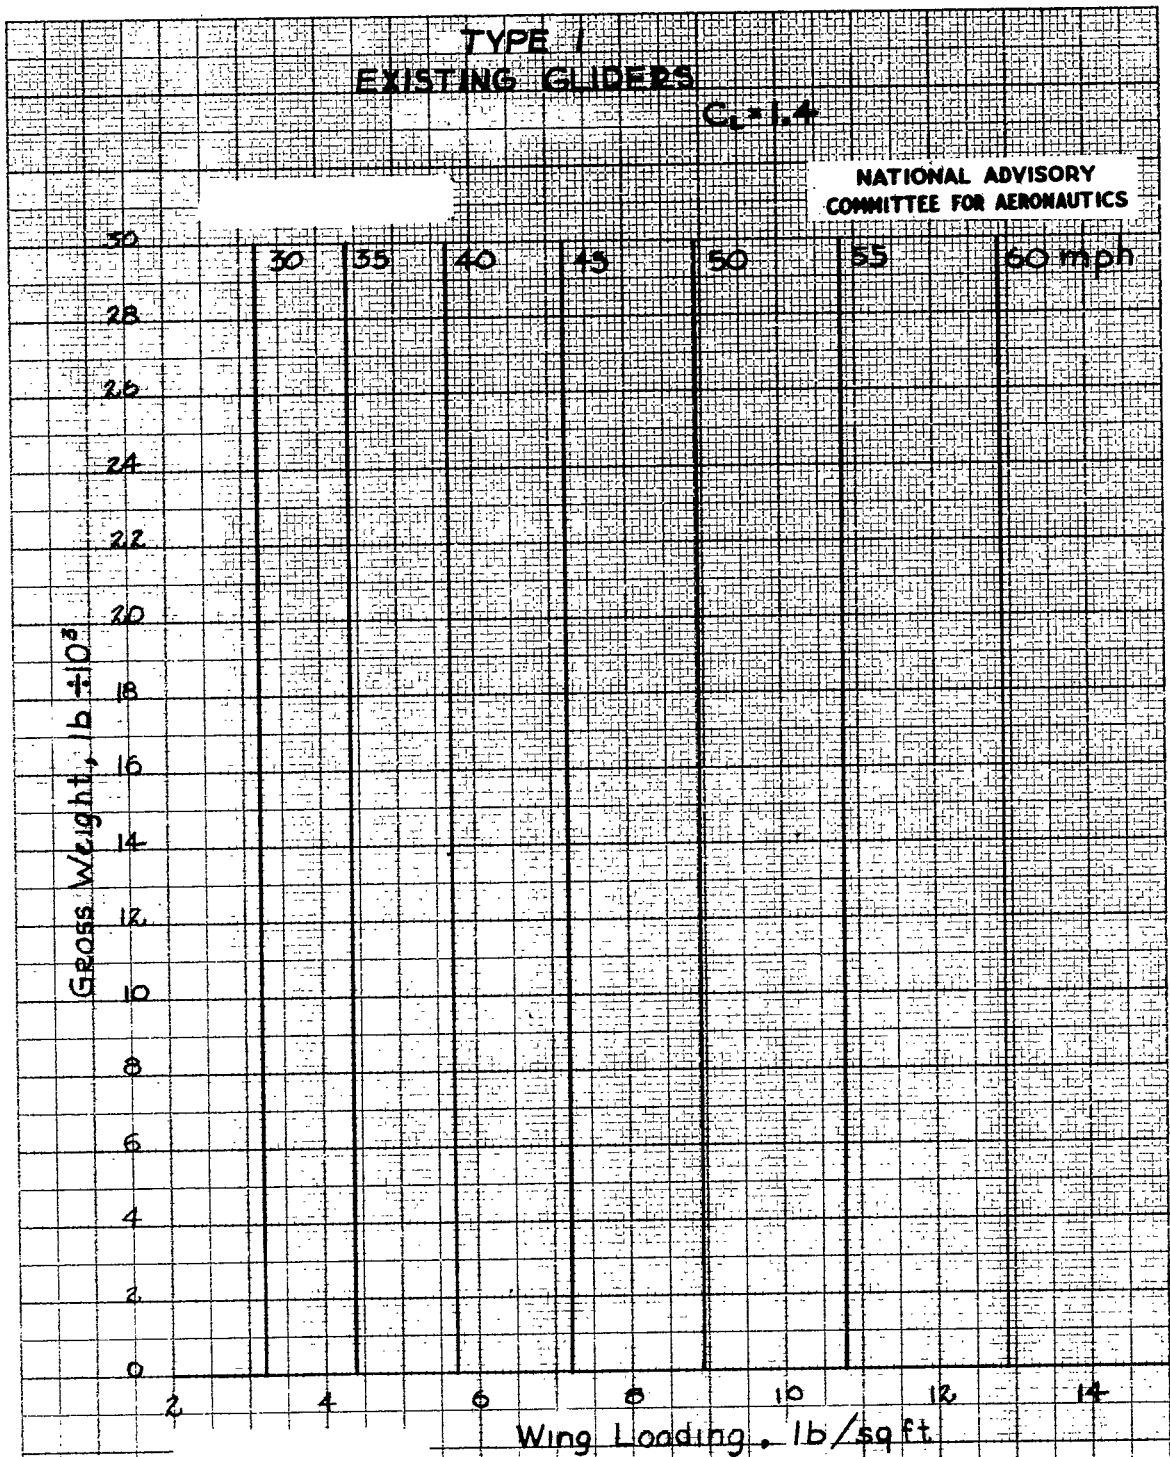 TYPE I
EXISTING GLIDERS
CL = 1.4
NATIONAL ADVISORY
COMMITTEE FOR AERONAUTICS
30 35 40 45 50 55 60 mph
30
28
26
24
22
20
18
16
14
12
10
8
6
4
2
0
Gross Weight, lb ÷10³
2 4 6 8 10 12 14
Wing Loading, lb/sq ft